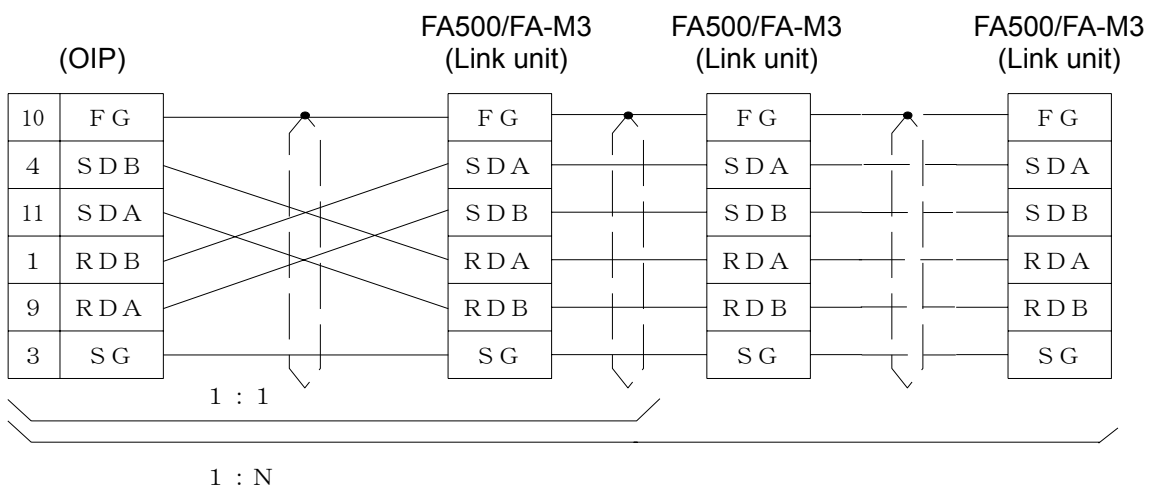 FA500/FA-M3 FA500/FA-M3 FA500/FA-M3
(OIP) (Link unit) (Link unit) (Link unit)
10 FG FG FG FG
4 SDB SDA SDA SDA
11 SDA SDB SDB SDB
1 RDB RDA RDA RDA
9 RDA RDB RDB RDB
3 SG SG SG SG
1 : 1
1 : N